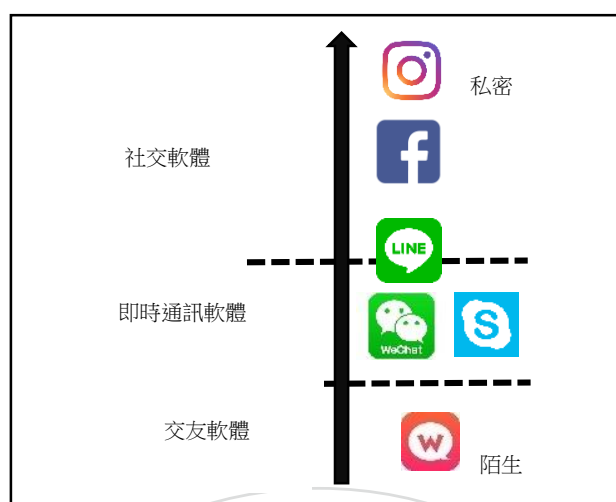 私密
社交軟體
LINE
即時通訊軟體
WeChat
S
交友軟體
W
陌生